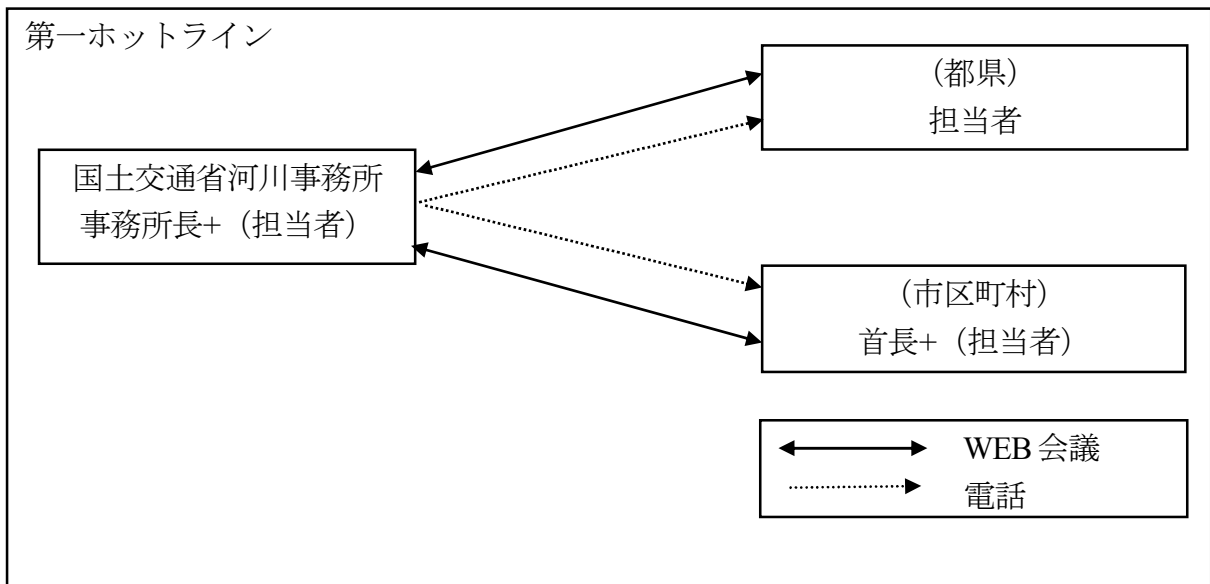 第一ホットライン
（都県）
担当者
国土交通省河川事務所
事務所長+（担当者）
（市区町村）
首長+（担当者）
WEB 会議
電話